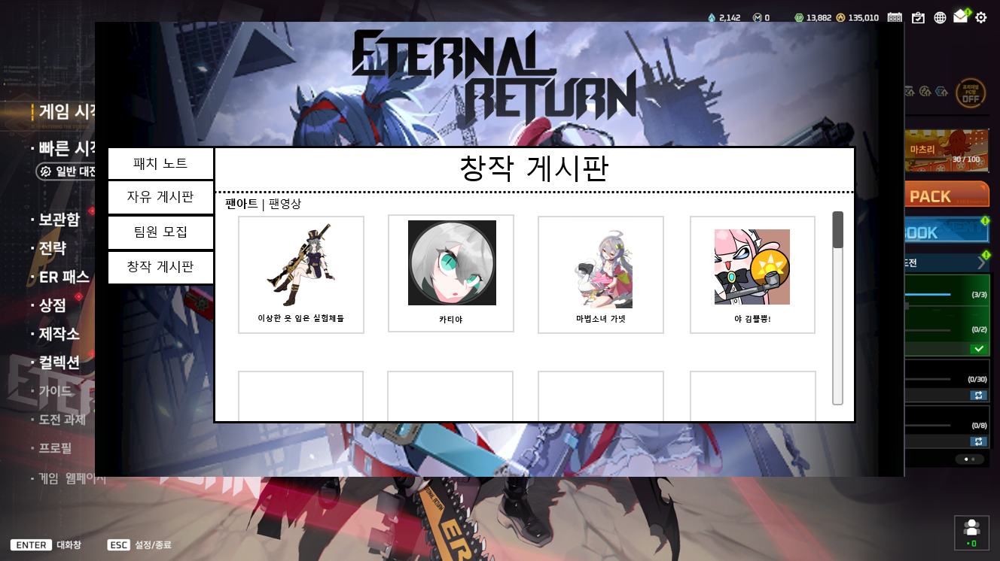 2,142
0
13,882
135,010
ETERNAL
RETURN
프리미엄
PC방
OFF
게임 시작
빠른 시작
일반 대전
보관함
전략
ER 패스
상점
제작소
컬렉션
가이드
도전 과제
프로필
게임 웹페이지
패치 노트
자유 게시판
팀원 모집
창작 게시판
창작 게시판
팬아트 | 팬영상
이상한 옷 입은 실험체들
카티야
마법소녀 가넷
야 김뿔뿡!
마츠리
30 / 100
PACK
BOOK
도전
(3/3)
(0/2)
(0/30)
(0/8)
ENTER 대화창
ESC 설정/종료
0